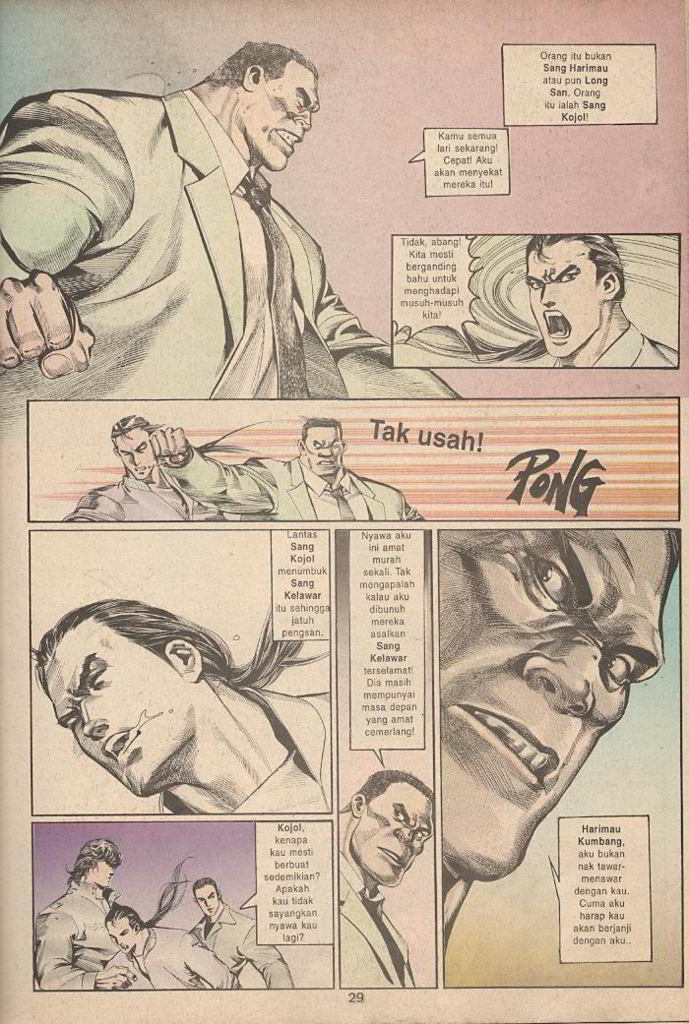 Orang itu bukan
Sang Harimau
atau pun Long
San. Orang
itu ialah Sang
Kojol!
Kamu semua
lari sekarang!
Cepat! Aku
akan menyekat
mereka itu!
Tidak, abang!
Kita mesti
berganding
bahu untuk
menghadapi
musuh-musuh
kita!
Tak usah!
PONG
Lantas
Sang
Kojol
menumbuk
Sang
Kelawar
itu sehingga
jatuh
pengsan.
Nyawa aku
ini amat
murah
sekali. Tak
mengapalah
kalau aku
dibunuh
mereka
asalkan
Sang
Kelawar
terselamat!
Dia masih
mempunyai
masa depan
yang amat
cemerlang!
Kojol,
kenapa
kau mesti
berbuat
sedemikian?
Apakah
kau tidak
sayangkan
nyawa kau
lagi?
Harimau
Kumbang,
aku bukan
nak tawar-
menawar
dengan kau.
Cuma aku
harap kau
akan berjanji
dengan aku..
29